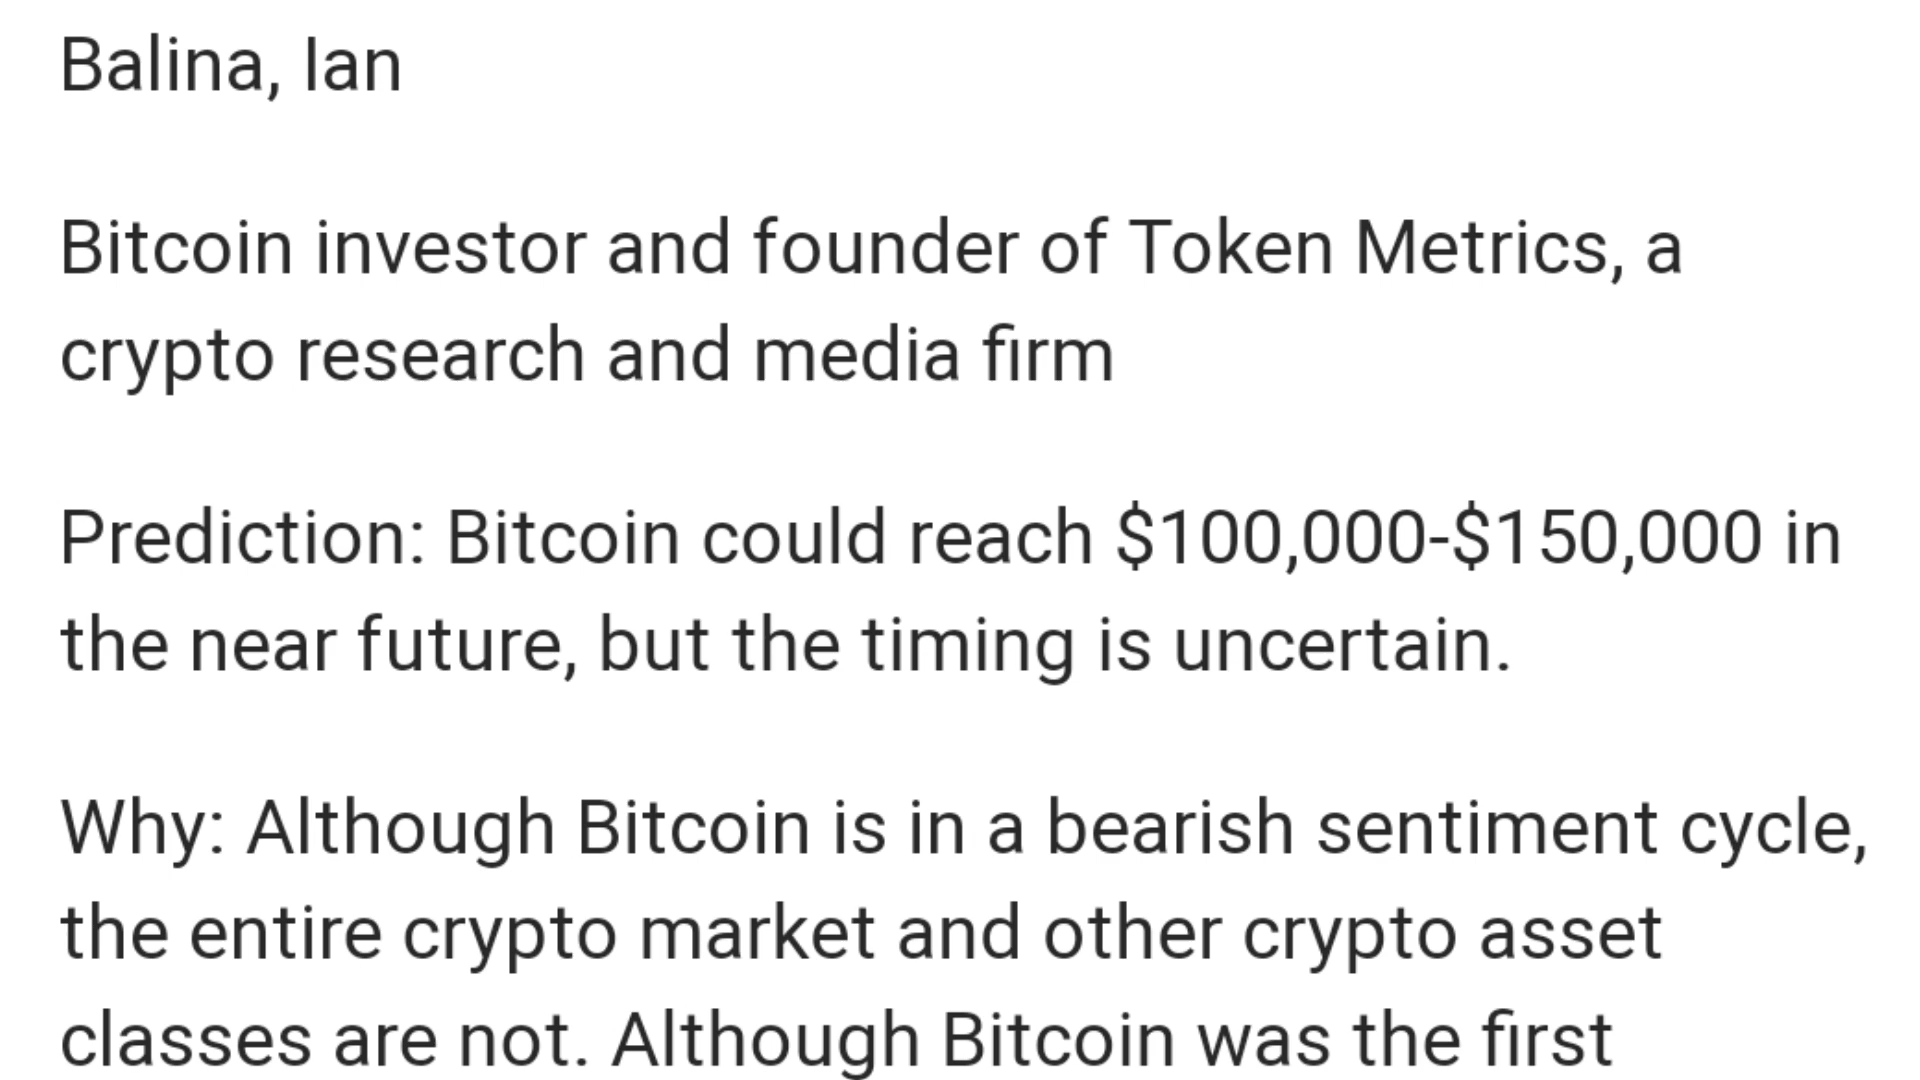 Balina, Ian
Bitcoin investor and founder of Token Metrics, a
crypto research and media firm
Prediction: Bitcoin could reach $100,000-$150,000 in
the near future, but the timing is uncertain.
Why: Although Bitcoin is in a bearish sentiment cycle,
the entire crypto market and other crypto asset
classes are not. Although Bitcoin was the first